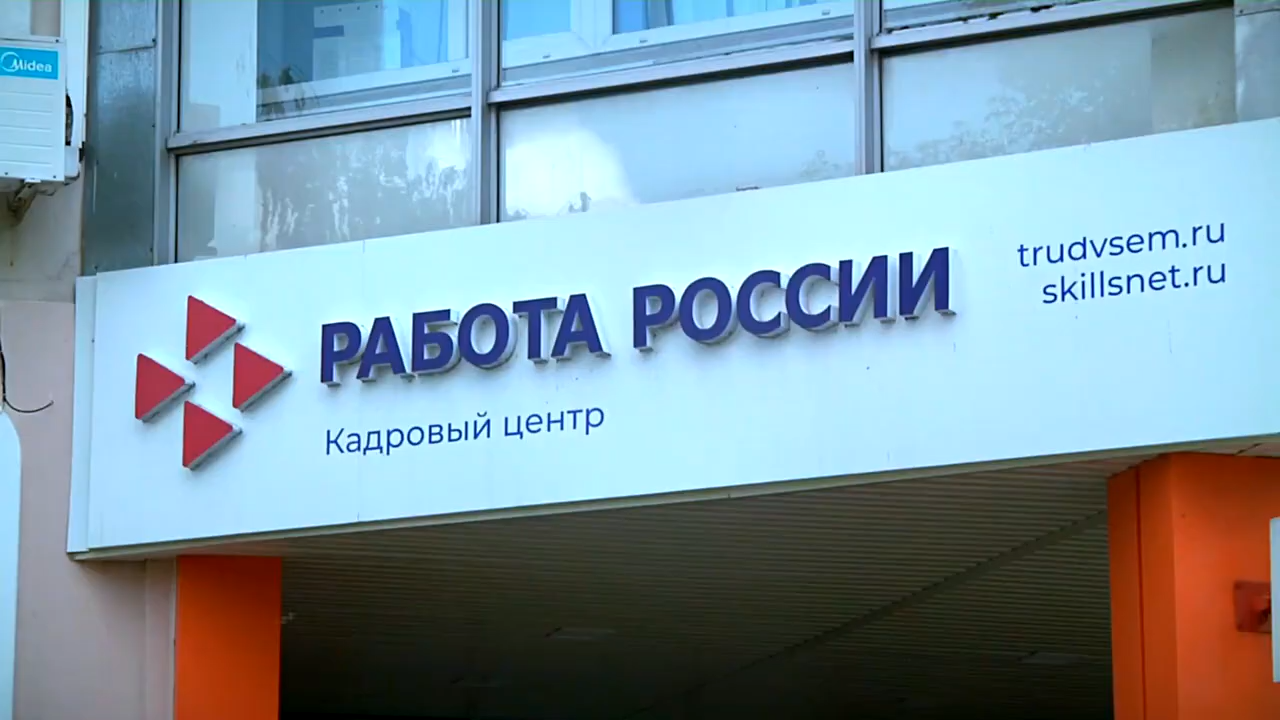 Midea
РАБОТА РОССИИ
Кадровый центр
trudvsem.ru
skillsnet.ru